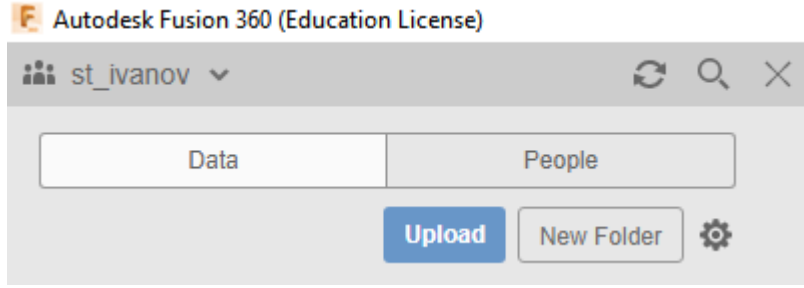 Autodesk Fusion 360 (Education License)
st_ivanov
Data People
Upload New Folder